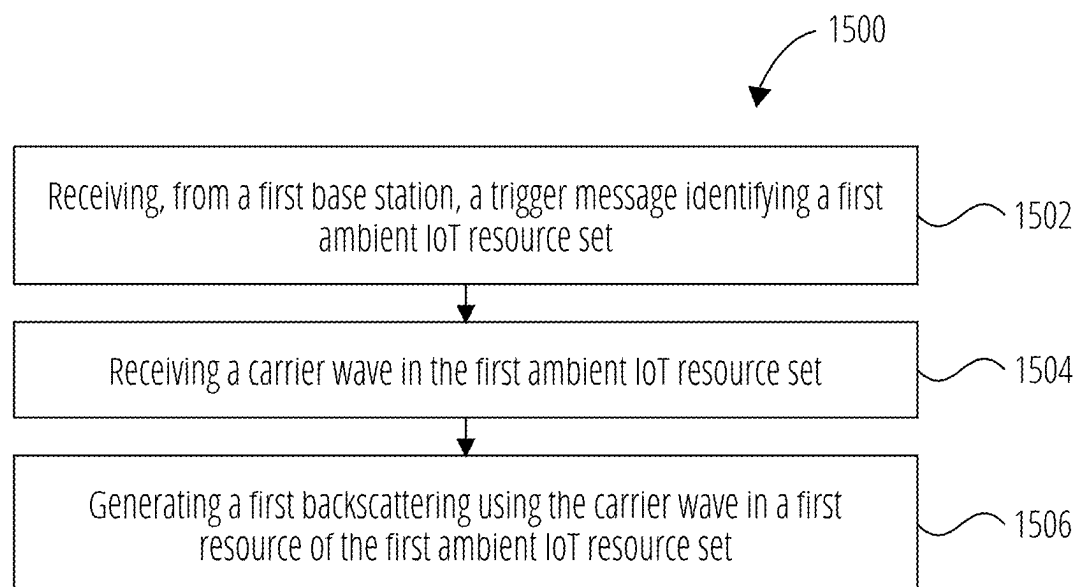 1500
Receiving, from a first base station, a trigger message identifying a first
ambient IoT resource set
1502
Receiving a carrier wave in the first ambient IoT resource set
1504
Generating a first backscattering using the carrier wave in a first
resource of the first ambient IoT resource set
1506